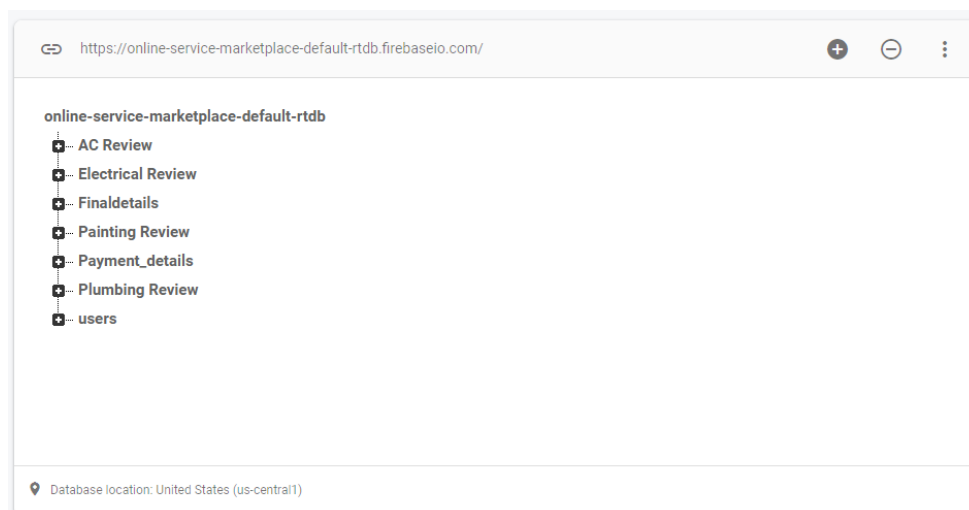 https://online-service-marketplace-default-rtdb.firebaseio.com/
online-service-marketplace-default-rtdb
AC Review
Electrical Review
Finaldetails
Painting Review
Payment_details
Plumbing Review
users
Database location: United States (us-central1)